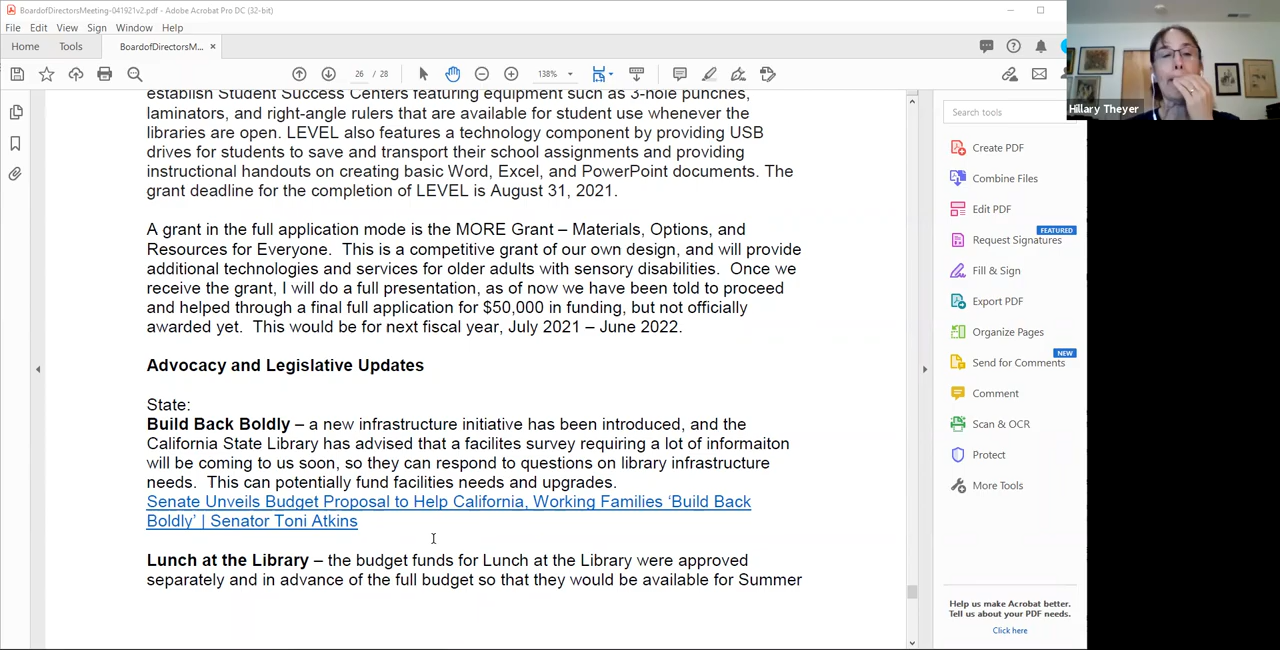 BoardofDirectorsMeeting-041921v2.pdf - Adobe Acrobat Pro DC (32-bit)
File Edit View Sign Window Help
Home Tools BoardofDirectorsM... ×
26 / 28 138%
establish Student Success Centers featuring equipment such as 3-hole punches,
laminators, and right-angle rulers thatare available for student use whenever the
libraries are open. LEVEL also features a technology component by providing USB
drives for students to save and transport their school assignments and providing
instructional handouts on creating basic Word, Excel, and PowerPoint documents. The
grant deadline for the completion of LEVEL is August 31, 2021.
A grant in the full application mode is the MORE Grant – Materials, Options, and
Resources for Everyone. This is a competitive grant of our own design, and will provide
additional technologies and services for older adults with sensory disabilities. Once we
receive the grant, I will do a full presentation, as of now we have been told to proceed
and helped through a final full application for $50,000 in funding, but not officially
awarded yet. This would be for next fiscal year, July 2021 – June 2022.
Advocacy and Legislative Updates
State:
Build Back Boldly – a new infrastructure initiative has been introduced, and the
California State Library has advised that a facilites survey requiring a lot of informaiton
will be coming to us soon, so they can respond to questions on library infrastructure
needs. This can potentially fund facilities needs and upgrades.
Senate Unveils Budget Proposal to Help California, Working Families ‘Build Back
Boldly’ | Senator Toni Atkins
Lunch at the Library – the budget funds for Lunch at the Library were approved
separately and in advance of the full budget so that they would be available for Summer
Search tools
Create PDF
Combine Files
Edit PDF
FEATURED
Request Signatures
Fill & Sign
Export PDF
Organize Pages
NEW
Send for Comments
Comment
Scan & OCR
Protect
More Tools
Help us make Acrobat better.
Tell us about your PDF needs.
Click here
Hillary Theyer